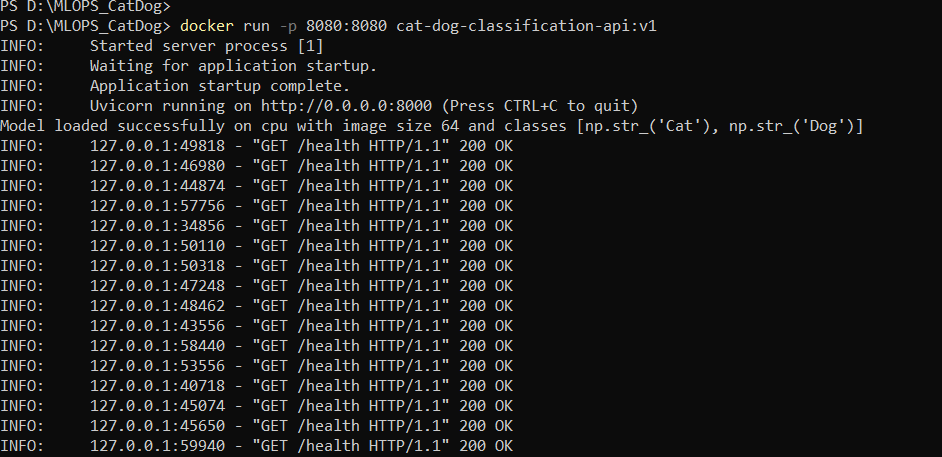 PS D:\MLOPS_CatDog>
PS D:\MLOPS_CatDog> docker run -p 8080:8080 cat-dog-classification-api:v1
INFO:     Started server process [1]
INFO:     Waiting for application startup.
INFO:     Application startup complete.
INFO:     Uvicorn running on http://0.0.0.0:8000 (Press CTRL+C to quit)
Model loaded successfully on cpu with image size 64 and classes [np.str_('Cat'), np.str_('Dog')]
INFO:     127.0.0.1:49818 - "GET /health HTTP/1.1" 200 OK
INFO:     127.0.0.1:46980 - "GET /health HTTP/1.1" 200 OK
INFO:     127.0.0.1:44874 - "GET /health HTTP/1.1" 200 OK
INFO:     127.0.0.1:57756 - "GET /health HTTP/1.1" 200 OK
INFO:     127.0.0.1:34856 - "GET /health HTTP/1.1" 200 OK
INFO:     127.0.0.1:50110 - "GET /health HTTP/1.1" 200 OK
INFO:     127.0.0.1:50318 - "GET /health HTTP/1.1" 200 OK
INFO:     127.0.0.1:47248 - "GET /health HTTP/1.1" 200 OK
INFO:     127.0.0.1:48462 - "GET /health HTTP/1.1" 200 OK
INFO:     127.0.0.1:43556 - "GET /health HTTP/1.1" 200 OK
INFO:     127.0.0.1:58440 - "GET /health HTTP/1.1" 200 OK
INFO:     127.0.0.1:53556 - "GET /health HTTP/1.1" 200 OK
INFO:     127.0.0.1:40718 - "GET /health HTTP/1.1" 200 OK
INFO:     127.0.0.1:45074 - "GET /health HTTP/1.1" 200 OK
INFO:     127.0.0.1:45650 - "GET /health HTTP/1.1" 200 OK
INFO:     127.0.0.1:59940 - "GET /health HTTP/1.1" 200 OK